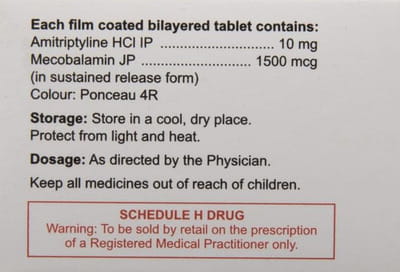 Each film coated bilayered tablet contains:
Amitriptyline HCl IP ............................ 10 mg
Mecobalamin JP ........................... 1500 mcg
(in sustained release form)
Colour: Ponceau 4R
Storage: Store in a cool, dry place.
Protect from light and heat.
Dosage: As directed by the Physician.
Keep all medicines out of reach of children.
SCHEDULE H DRUG
Warning: To be sold by retail on the prescription
of a Registered Medical Practitioner only.